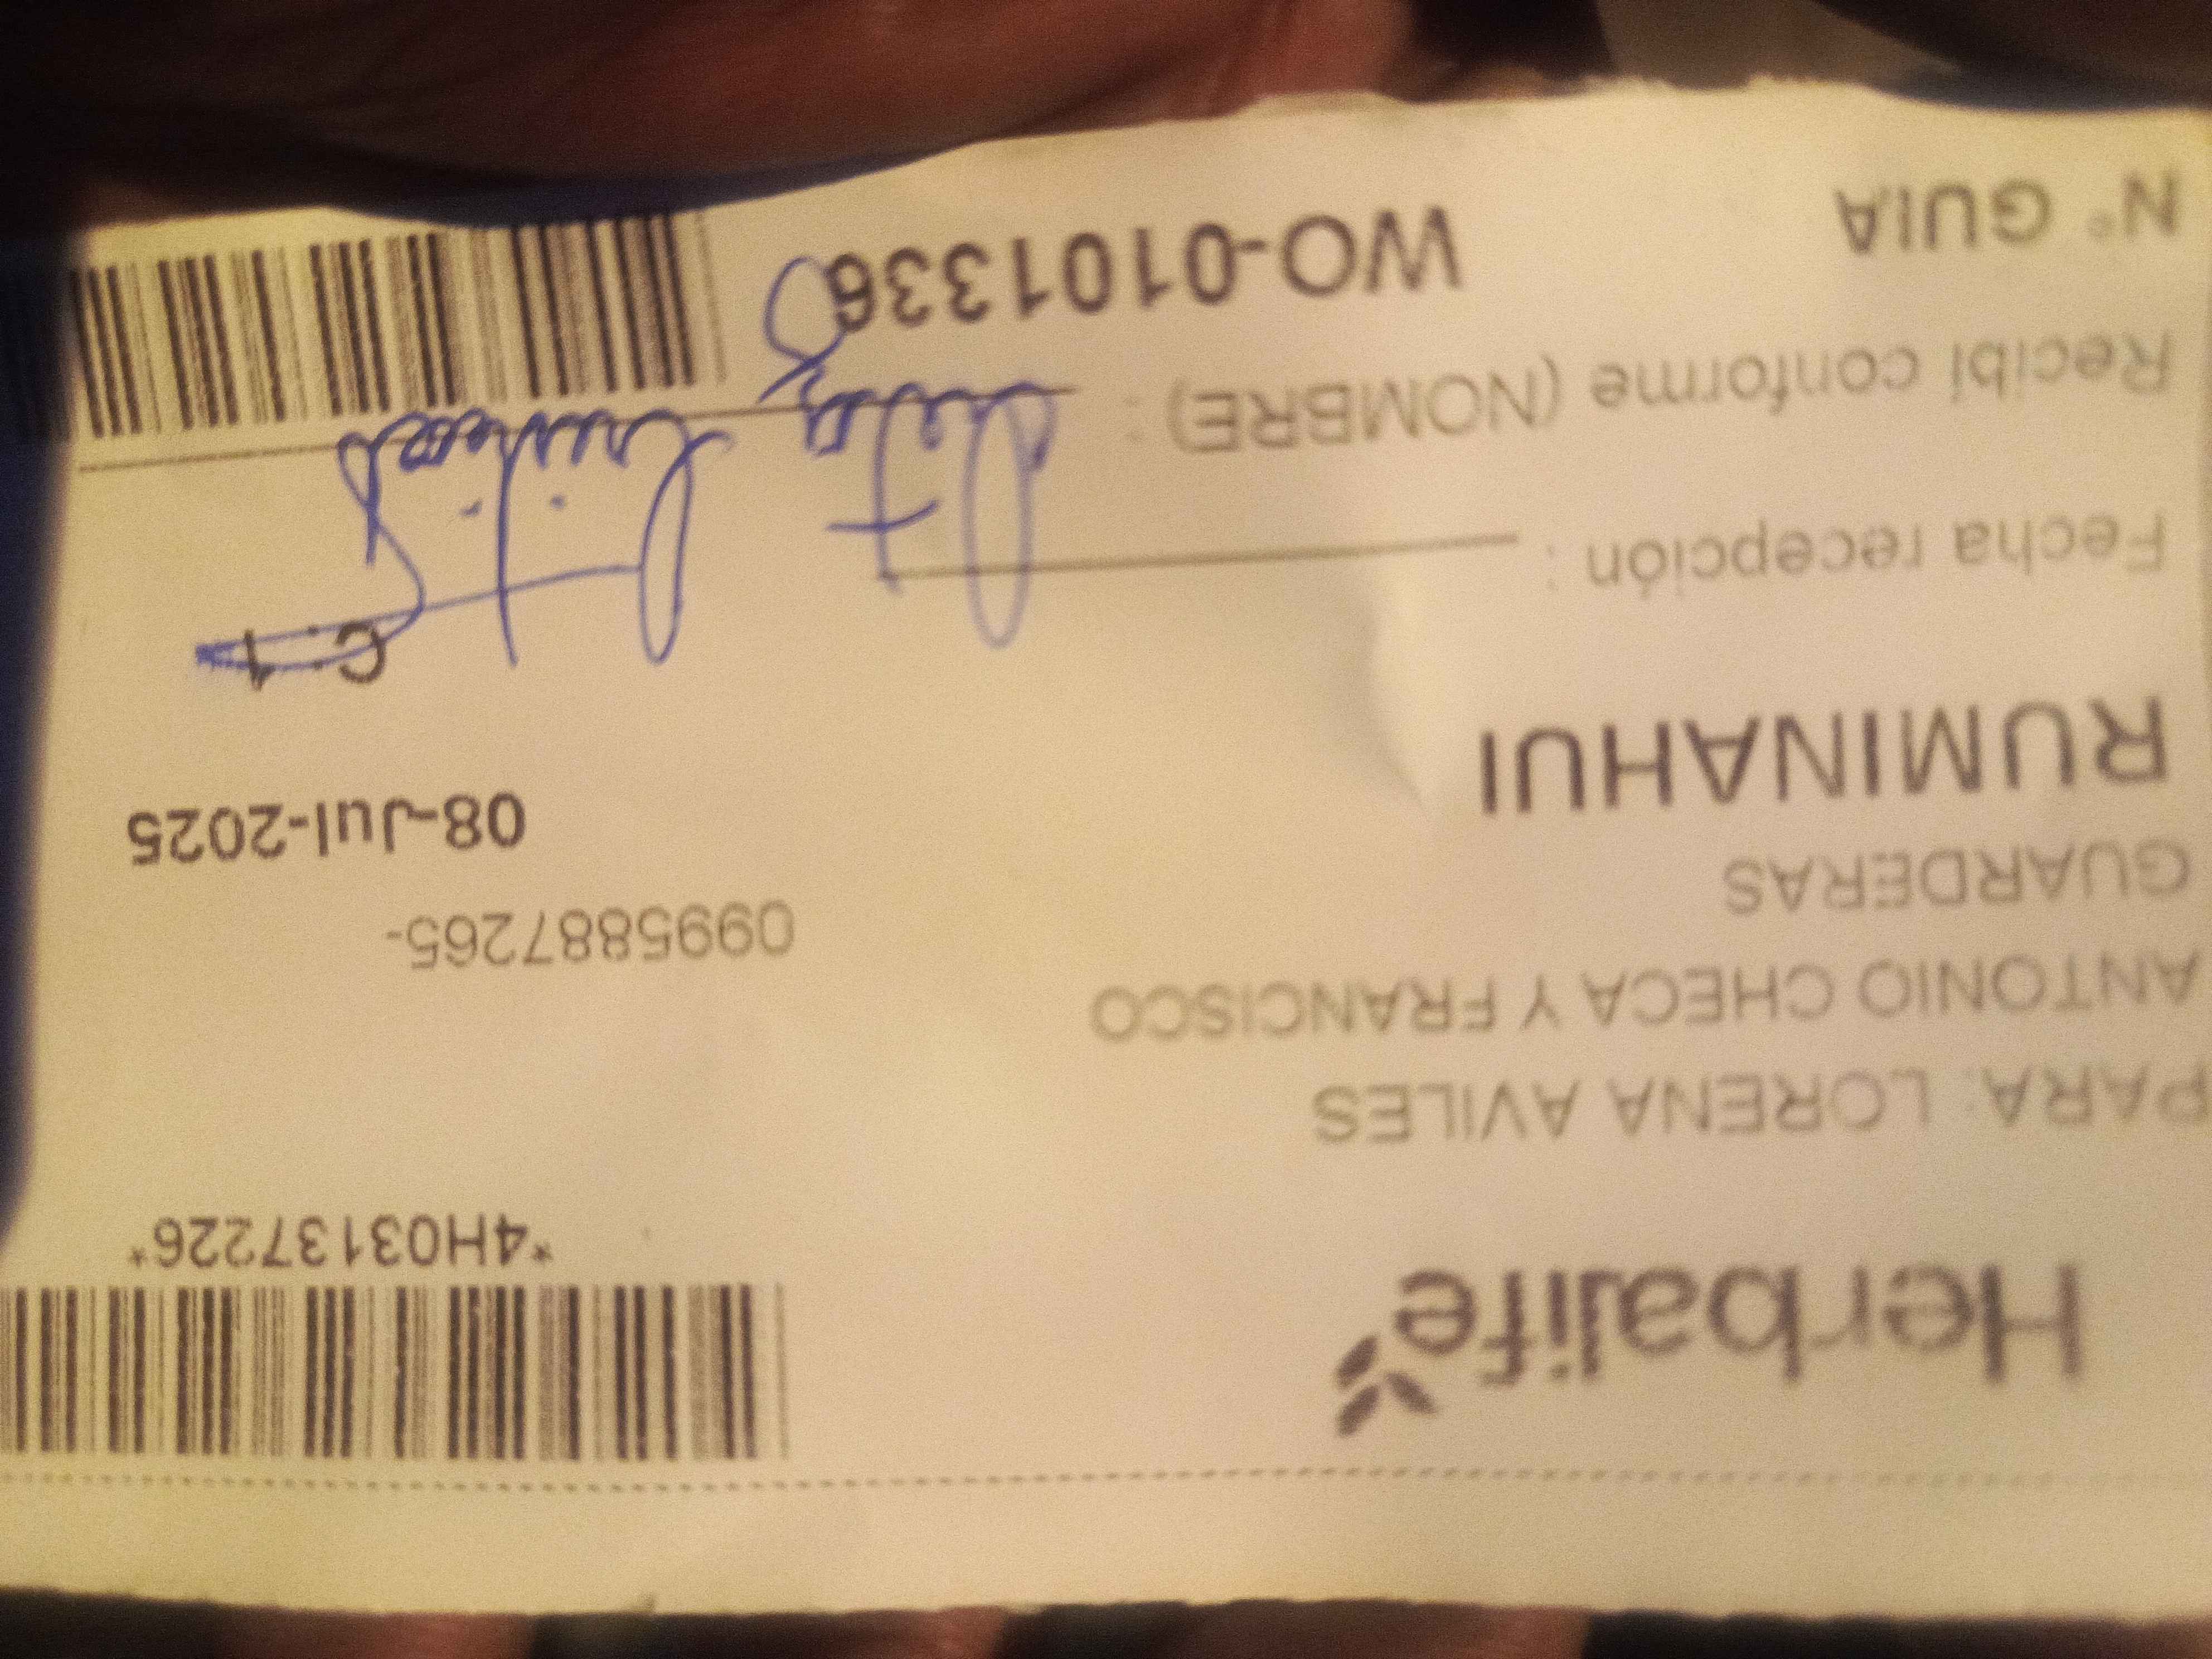 Herbalife
*4H03137226*
PARA: LORENA AVILES
ANTONIO CHECA Y FRANCISCO
GUARDERAS
0995887265-
RUMINAHUI
08-Jul-2025
C. 1
Fecha recepción :
Recibí conforme (NOMBRE) :
N° GUIA
WO-0101336